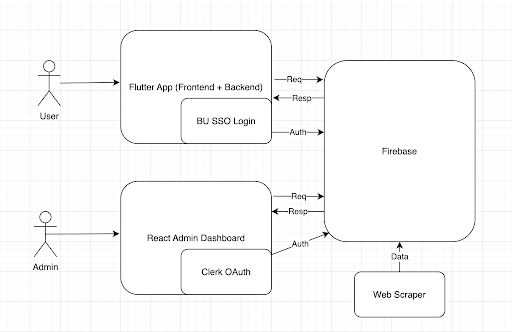 User
Flutter App (Frontend + Backend)
BU SSO Login
Req
Resp
Auth
Firebase
Admin
React Admin Dashboard
Clerk OAuth
Req
Resp
Auth
Data
Web Scraper